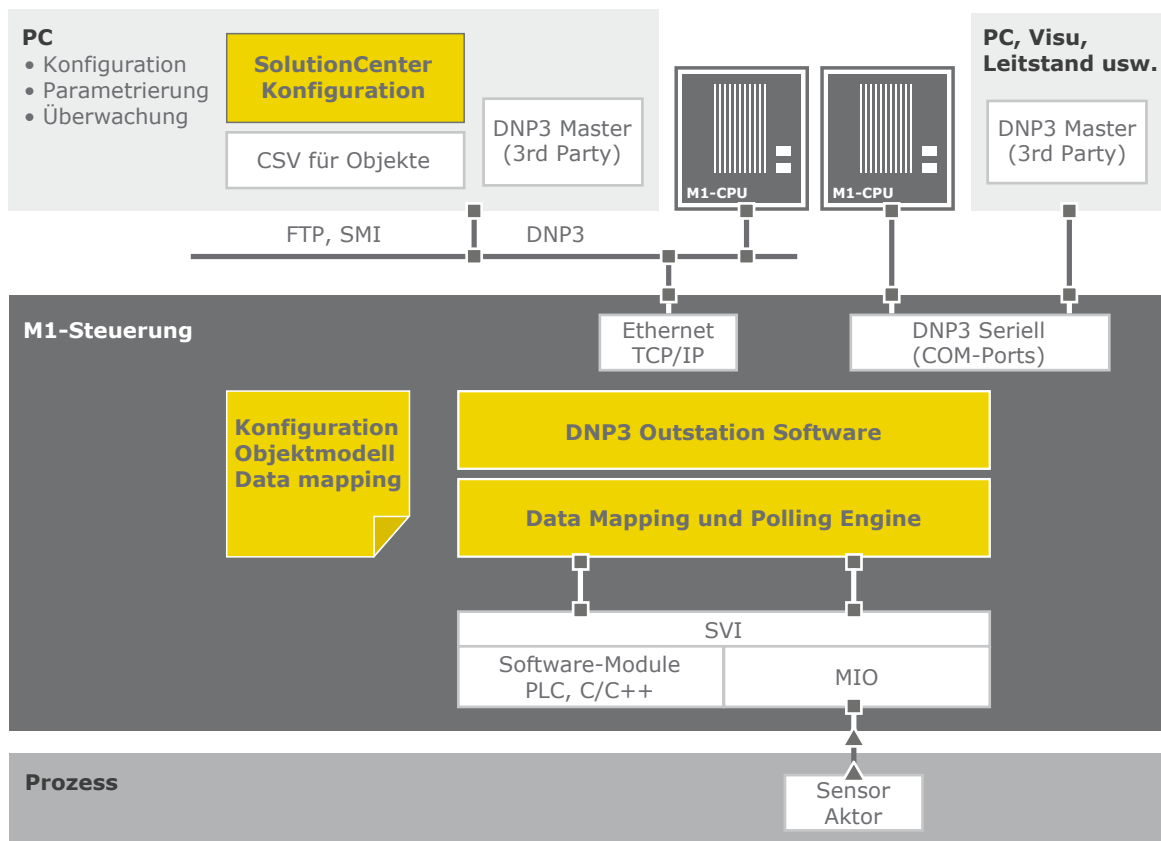 PC
• Konfiguration
• Parametrierung
• Überwachung
SolutionCenter
Konfiguration
CSV für Objekte
DNP3 Master
(3rd Party)
M1-CPU
M1-CPU
PC, Visu,
Leitstand usw.
DNP3 Master
(3rd Party)
FTP, SMI
DNP3
M1-Steuerung
Ethernet
TCP/IP
DNP3 Seriell
(COM-Ports)
Konfiguration
Objektmodell
Data mapping
DNP3 Outstation Software
Data Mapping und Polling Engine
SVI
Software-Module
PLC, C/C++
MIO
Prozess
Sensor
Aktor